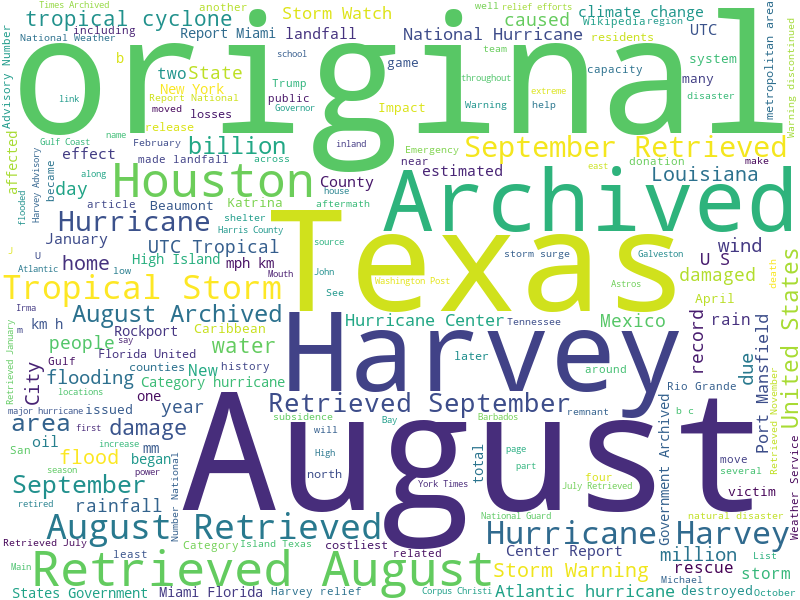 Times Archived
another
Storm Watch
well
relief efforts
climate change
Wikipedia
region
tropical cyclone
caused
National Weather
including
Report Miami
landfall
National Hurricane
UTC
Advisory Number
original
b
two
State
Trump
game
residents
system
metropolitan area
Warning discontinued
link
school
team
capacity
many
New York
public
throughout
Report National
moved
losses
Governor
Impact
Warning
help
disaster
release
extreme
Gulf Coast
name
February
billion
Emergency
September Retrieved
affected
flooded
Harvey Advisory
along
became
effect
made landfall
across
inland
near
estimated
donation
east
make
Houston
County
Archived
Louisiana
day
article
Beaumont
Katrina
house
aftermath
shelter
Harris County
Hurricane
Texas
January
UTC Tropical
source
storm surge
Galveston
wind
J
U
home
High Island
John
U S
Atlantic
low
mph km
Mouth
See
Washington Post
Astros
damaged
death
Tropical Storm
Irma
April
August Archived
Caribbean
Hurricane Center
Tennessee
Mexico
record
rain
United States
m
km h
Rockport
Harvey
say
people
Florida United
water
later
due
Port Mansfield
Retrieved January
Gulf
counties
history
around
City
flooding
New
Category hurricane
Rio Grande
locations
major hurricane
issued
one
year
Retrieved September
remnant
b c
Retrieved November
first
area
damage
subsidence
Bay
Barbados
San
increase
oil
mm
will
August
total
page
move
several
season
flood
began
High
north
part
four
power
York Times
July Retrieved
Government Archived
Weather Service
victim
September
retired
rainfall
Number National
National Guard
natural disaster
August Retrieved
Hurricane Harvey
Retrieved July
least
Category
Island Texas
costliest
related
Center Report
million
List
Main
Retrieved August
Storm Warning
rescue
storm
Corpus Christi
Michael
States Government
Miami Florida
Harvey relief
Atlantic hurricane
destroyed
October